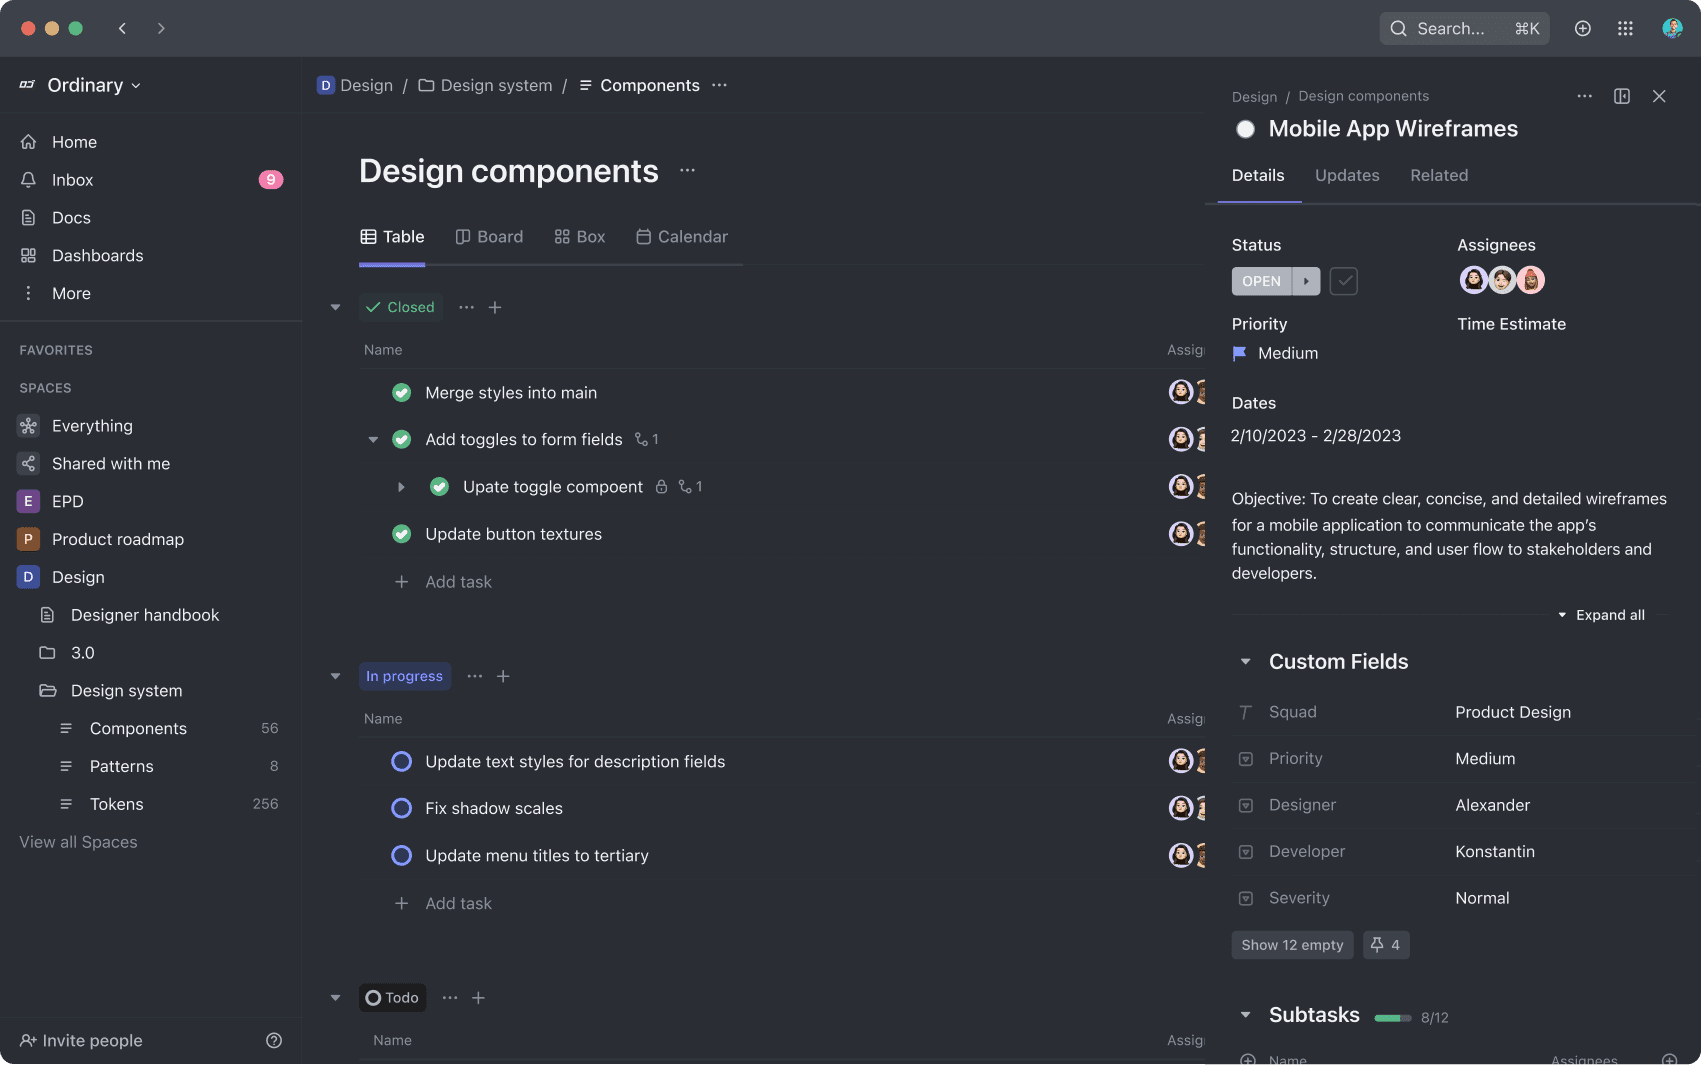 Search... ⌘K
Ordinary
Home
Inbox 9
Docs
Dashboards
More
FAVORITES
SPACES
Everything
Shared with me
E EPD
P Product roadmap
D Design
Designer handbook
3.0
Design system
Components 56
Patterns 8
Tokens 256
View all Spaces
Invite people
D Design / Design system / Components ...
Design components ...
Table Board Box Calendar
Closed ... +
Name Assig
Merge styles into main
Add toggles to form fields 1
Upate toggle compoent 1
Update button textures
+ Add task
In progress ... +
Name Assig
Update text styles for description fields
Fix shadow scales
Update menu titles to tertiary
+ Add task
Todo ... +
Name Assig
Design / Design components
Mobile App Wireframes
Details Updates Related
Status Assignees
OPEN
Priority Time Estimate
Medium
Dates
2/10/2023 - 2/28/2023
Objective: To create clear, concise, and detailed wireframes
for a mobile application to communicate the app’s
functionality, structure, and user flow to stakeholders and
developers.
Expand all
Custom Fields
Squad Product Design
Priority Medium
Designer Alexander
Developer Konstantin
Severity Normal
Show 12 empty 4
Subtasks 8/12
Name Assignees